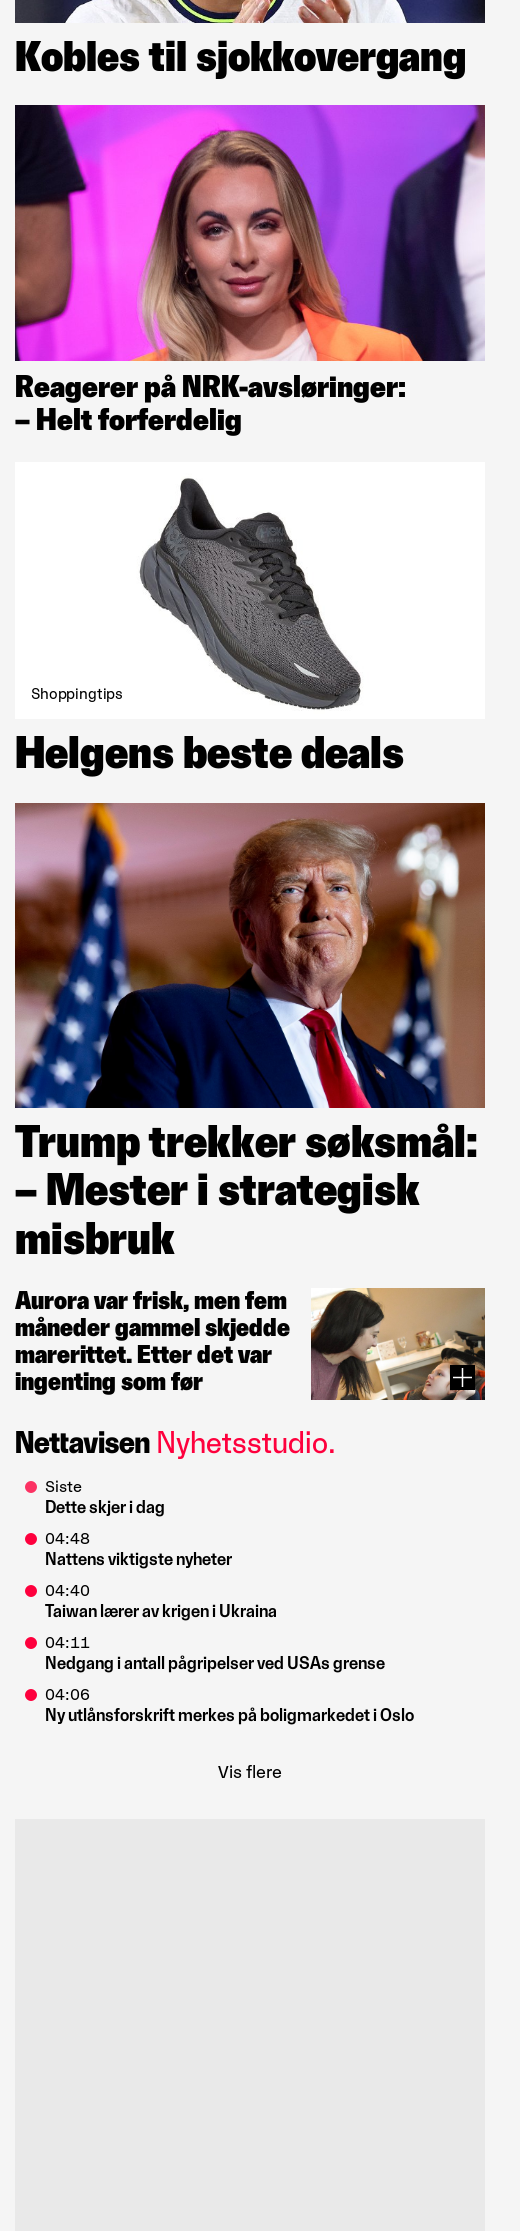 Kobles til sjokkovergang
Reagerer på NRK-avsløringer:
– Helt forferdelig
HOKA
Shoppingtips
Helgens beste deals
Trump trekker søksmål:
– Mester i strategisk
misbruk
Aurora var frisk, men fem
måneder gammel skjedde
marerittet. Etter det var
ingenting som før
Nettavisen Nyhetsstudio.
Siste
Dette skjer i dag
04:48
Nattens viktigste nyheter
04:40
Taiwan lærer av krigen i Ukraina
04:11
Nedgang i antall pågripelser ved USAs grense
04:06
Ny utlånsforskrift merkes på boligmarkedet i Oslo
Vis flere